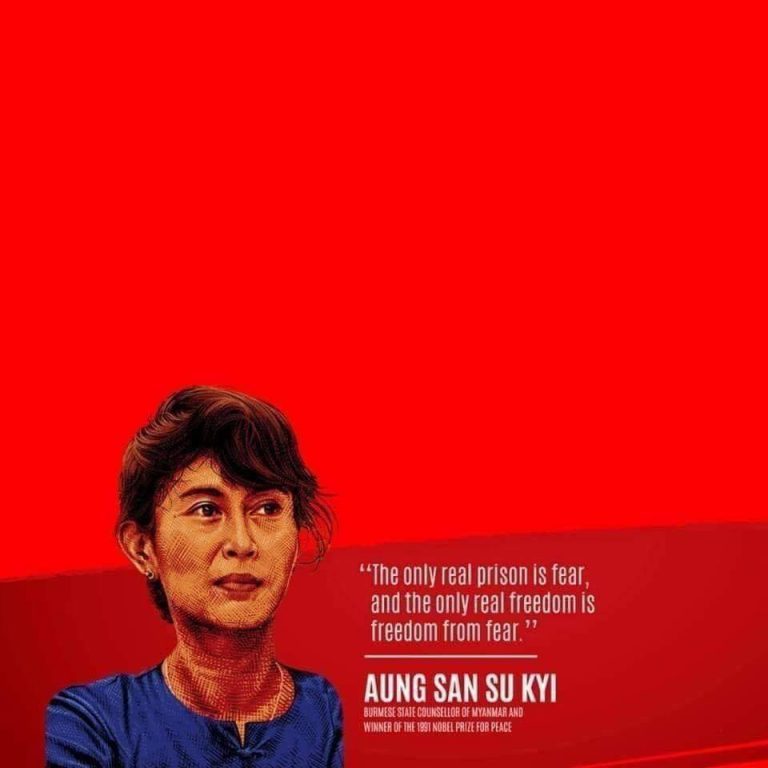 “The only real prison is fear,
and the only real freedom is
freedom from fear.”
AUNG SAN SU KYI
BURMESE STATE COUNSELLOR OF MYANMAR AND
WINNER OF THE 1991 NOBEL PRIZE FOR PEACE